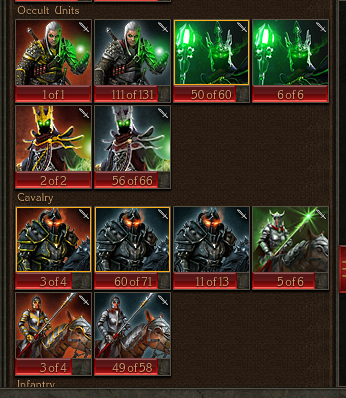 Occult Units
1 of 1 111 of 131 50 of 60 6 of 6
2 of 2 56 of 66
Cavalry
3 of 4 60 of 71 11 of 13 5 of 6
3 of 4 49 of 58
Infantry